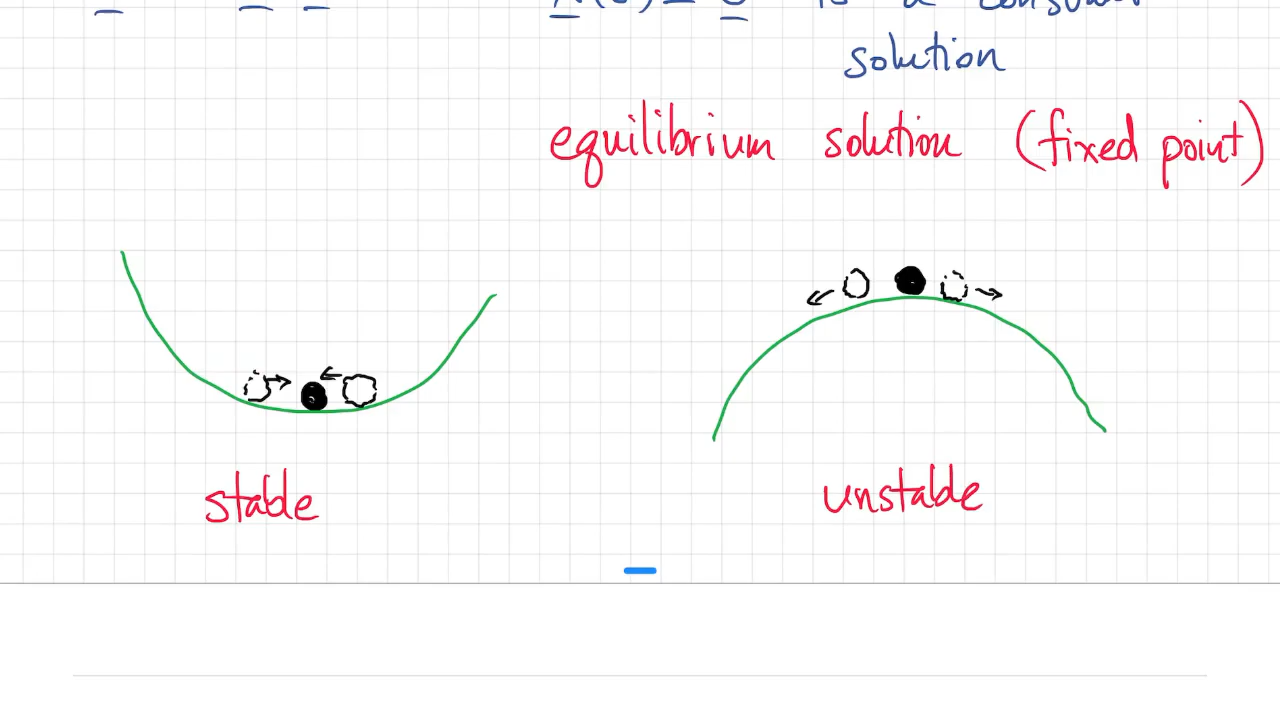 solution
equilibrium solution (fixed point)
stable
unstable